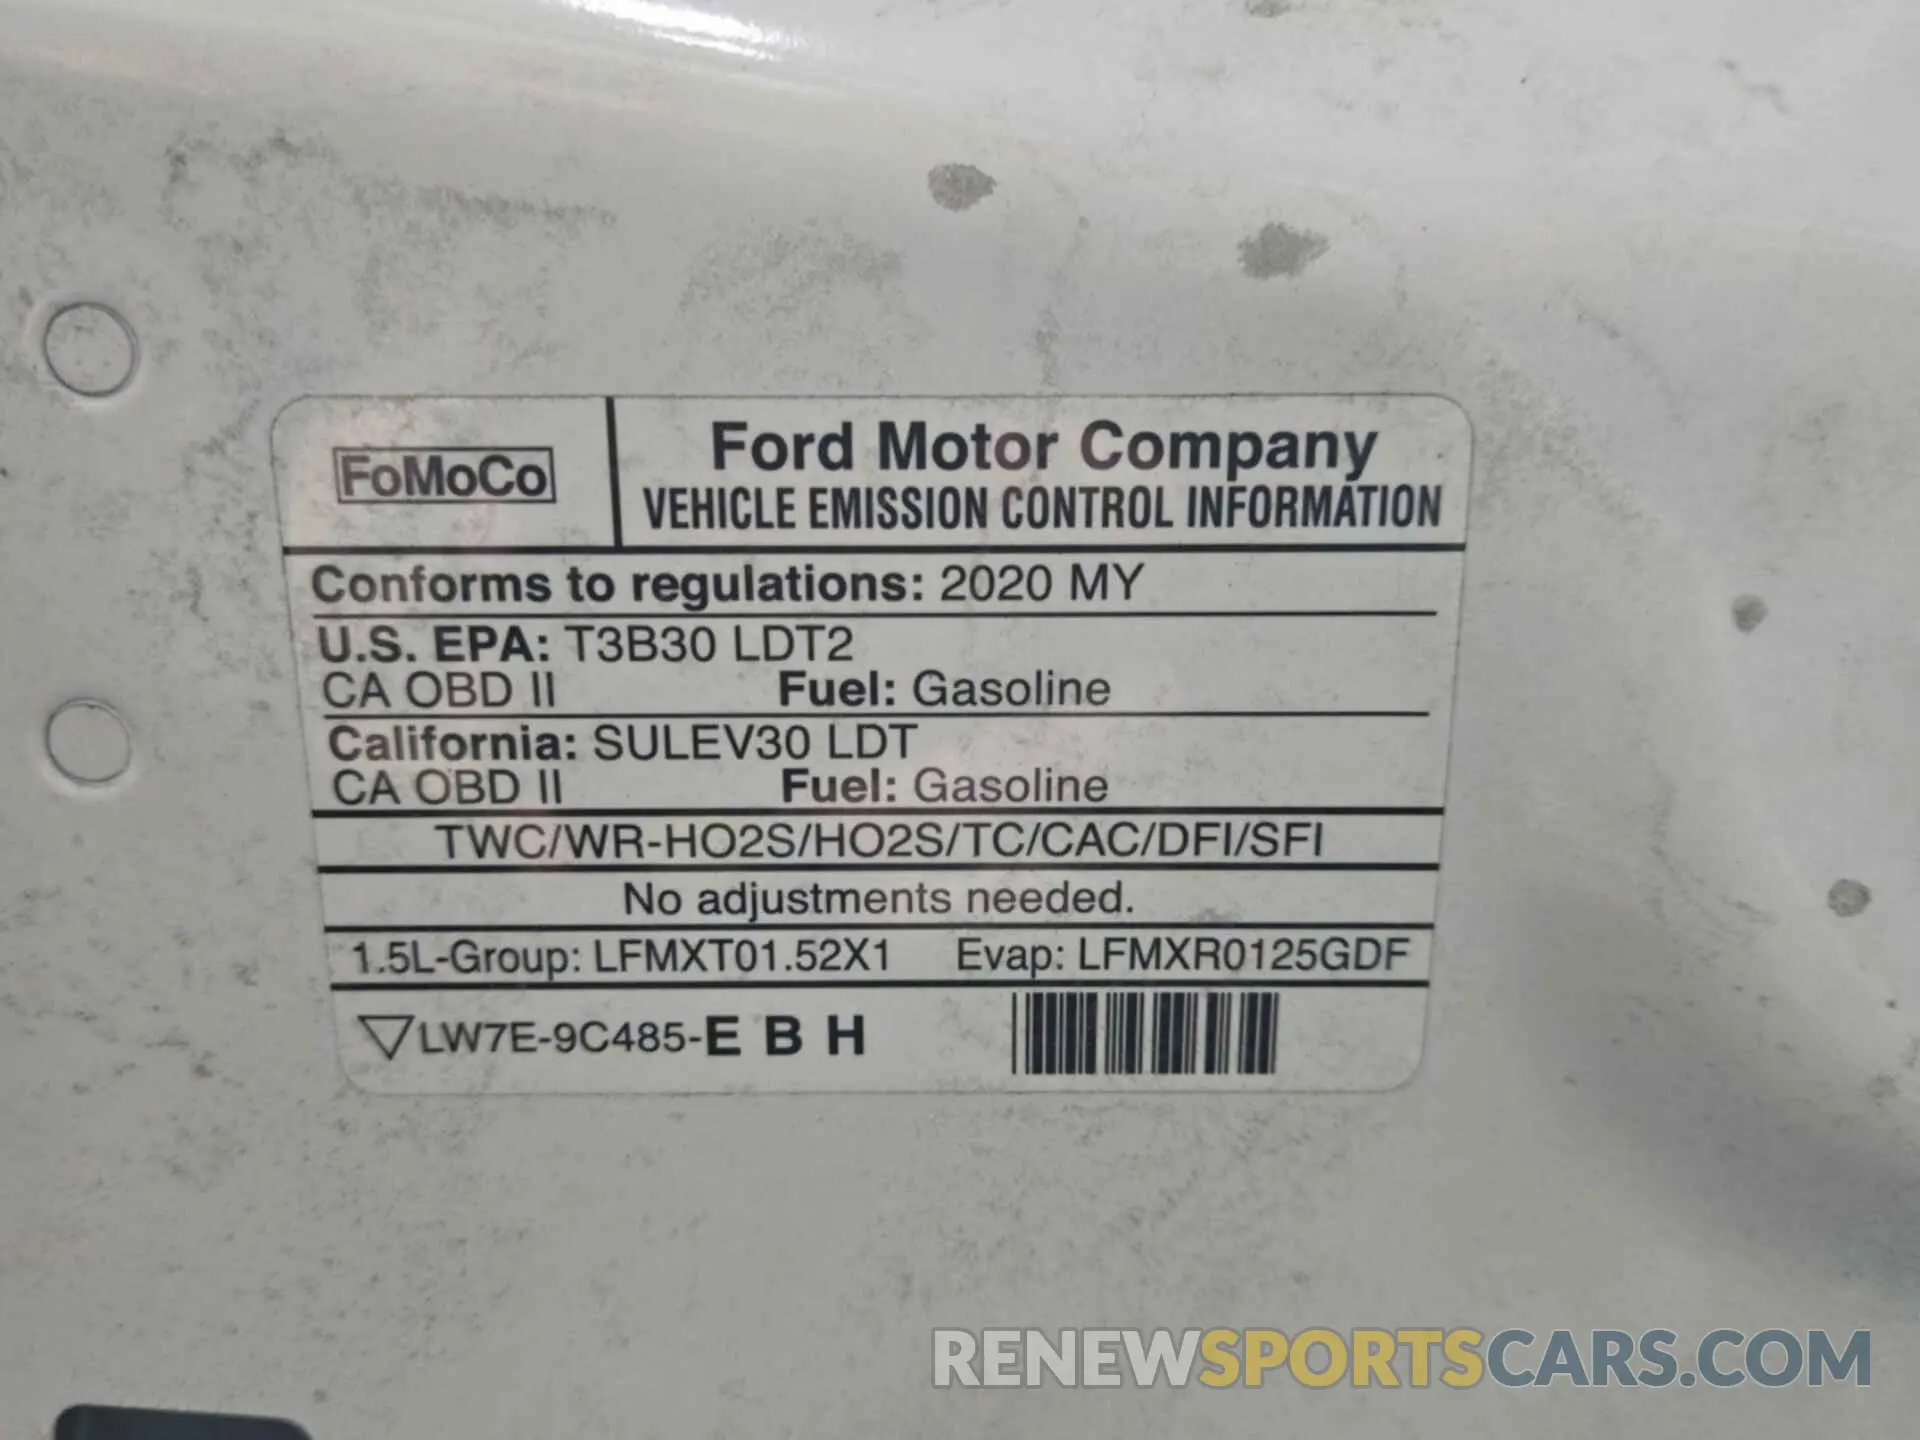 FoMoCo
Ford Motor Company
VEHICLE EMISSION CONTROL INFORMATION
Conforms to regulations: 2020 MY
U.S. EPA: T3B30 LDT2
CA OBD II Fuel: Gasoline
California: SULEV30 LDT
CA OBD II Fuel: Gasoline
TWC/WR-HO2S/HO2S/TC/CAC/DFI/SFI
No adjustments needed.
1.5L-Group: LFMXT01.52X1 Evap: LFMXR0125GDF
LW7E-9C485-E B H
RENEWSPORTSCARS.COM